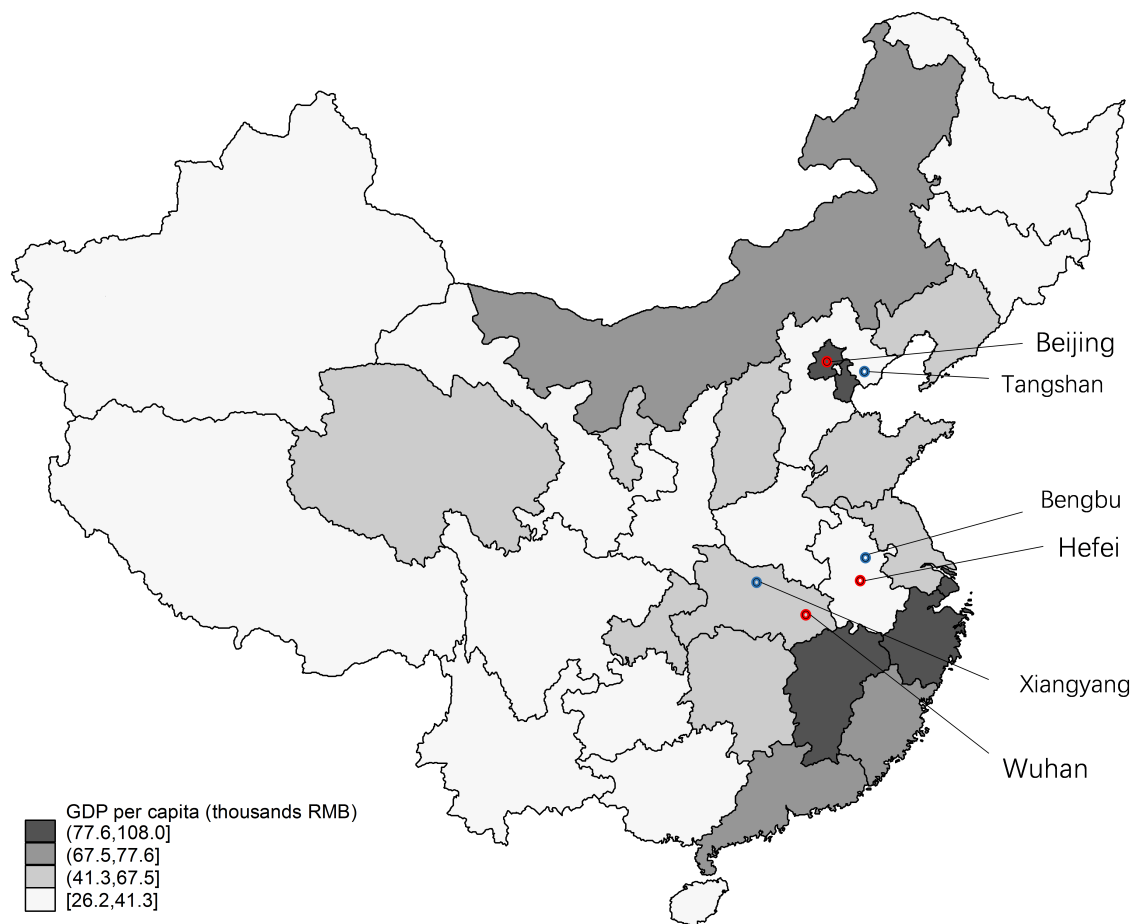 Beijing
Tangshan
Bengbu
Hefei
Xiangyang
Wuhan
GDP per capita (thousands RMB)
(77.6,108.0]
(67.5,77.6]
(41.3,67.5]
[26.2,41.3]